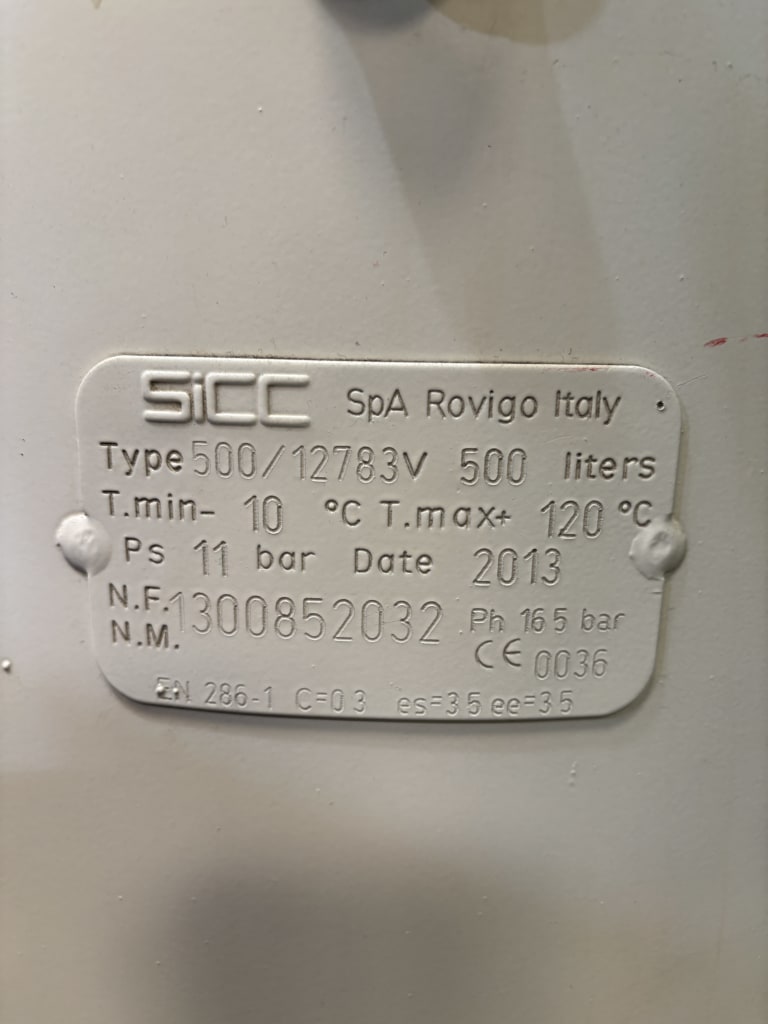 SiCC SpA Rovigo Italy
Type 500/12783V 500 liters
T.min- 10 °C T.max+ 120 °C
Ps 11 bar Date 2013
N.F. 1300852032 Ph 16 5 bar
N.M. CE 0036
EN 286-1 C=0 3 es=3 5 ee=3 5